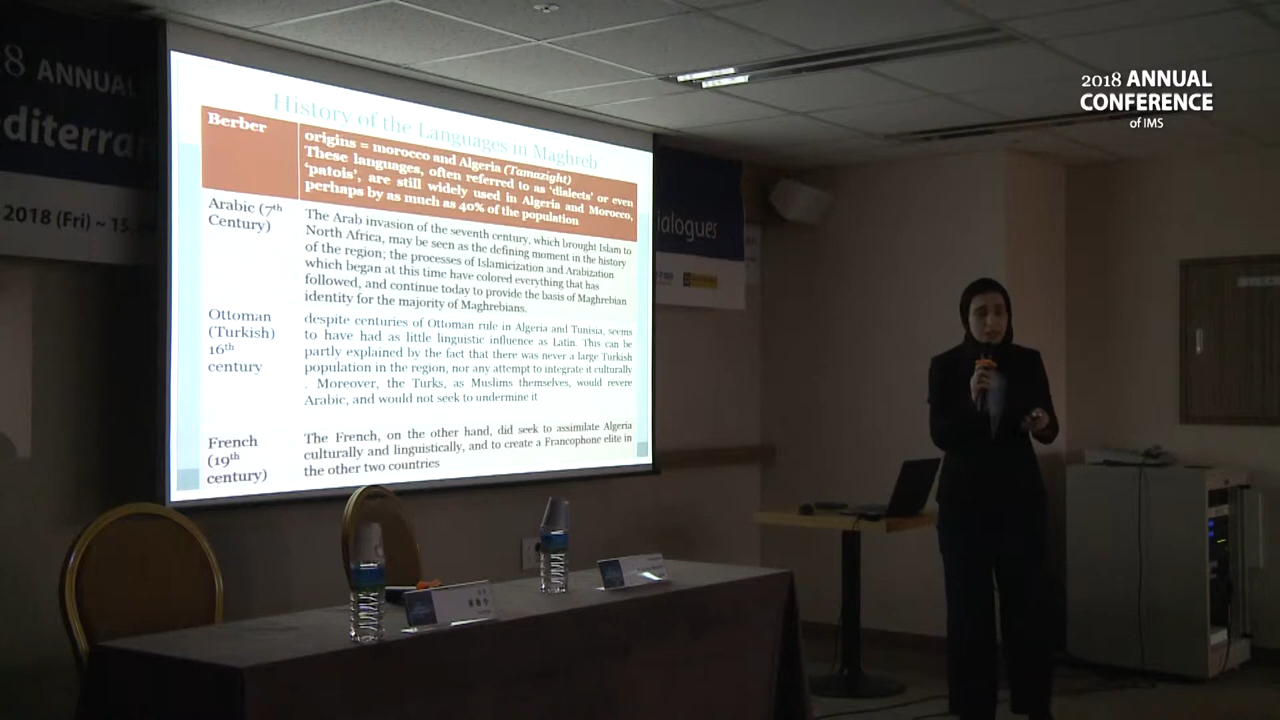 2018 ANNUAL
CONFERENCE
of IMS
8 ANNUAL
editerra
2018 (Fri) ~ 15.
ialogues
History of the Languages in Maghreb
Berber
origins = morocco and Algeria (Tamazight)
These languages, often referred to as 'dialects' or even
'patois', are still widely used in Algeria and Morocco,
perhaps by as much as 40% of the population
Arabic (7th
Century)
The Arab invasion of the seventh century, which brought Islam to
North Africa, may be seen as the defining moment in the history
of the region; the processes of Islamicization and Arabization
which began at this time have colored everything that has
followed, and continue today to provide the basis of Maghrebian
identity for the majority of Maghrebians.
Ottoman
(Turkish)
16th
century
despite centuries of Ottoman rule in Algeria and Tunisia, seems
to have had as little linguistic influence as Latin. This can be
partly explained by the fact that there was never a large Turkish
population in the region, nor any attempt to integrate it culturally
. Moreover, the Turks, as Muslims themselves, would revere
Arabic, and would not seek to undermine it
French
(19th
century)
The French, on the other hand, did seek to assimilate Algeria
culturally and linguistically, and to create a Francophone elite in
the other two countries